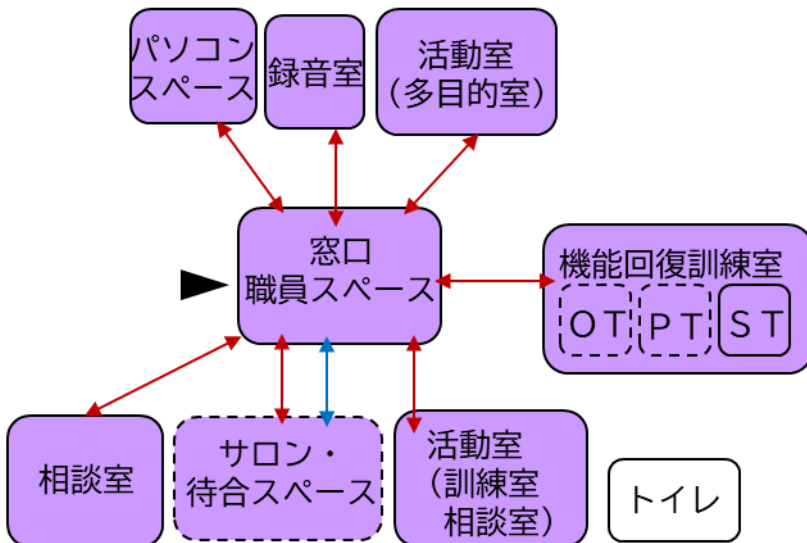 パソコン
スペース
録音室
活動室
（多目的室）
窓口
職員スペース
機能回復訓練室
ＯＴ
ＰＴ
ＳＴ
相談室
サロン・
待合スペース
活動室
（訓練室
相談室）
トイレ